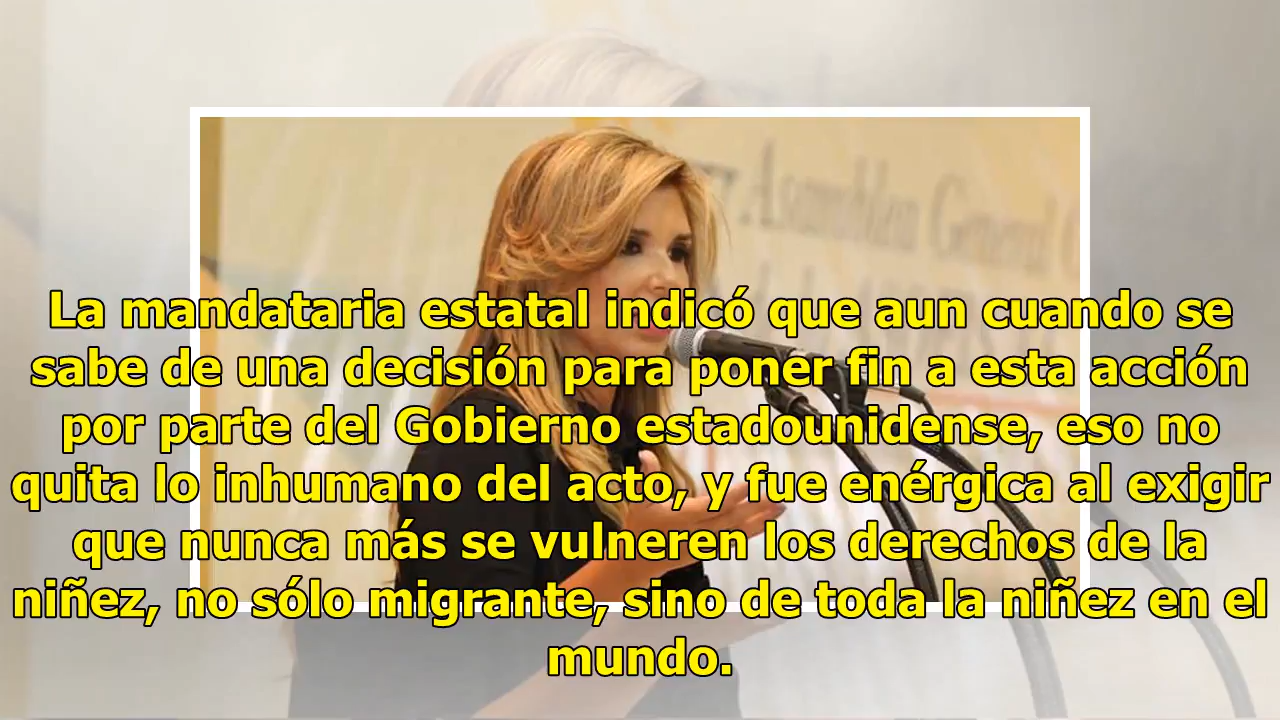 Asamblea General
La mandataria estatal indicó que aun cuando se
sabe de una decisión para poner fin a esta acción
por parte del Gobierno estadounidense, eso no
quita lo inhumano del acto, y fue enérgica al exigir
que nunca más se vulneren los derechos de la
niñez, no sólo migrante, sino de toda la niñez en el
mundo.